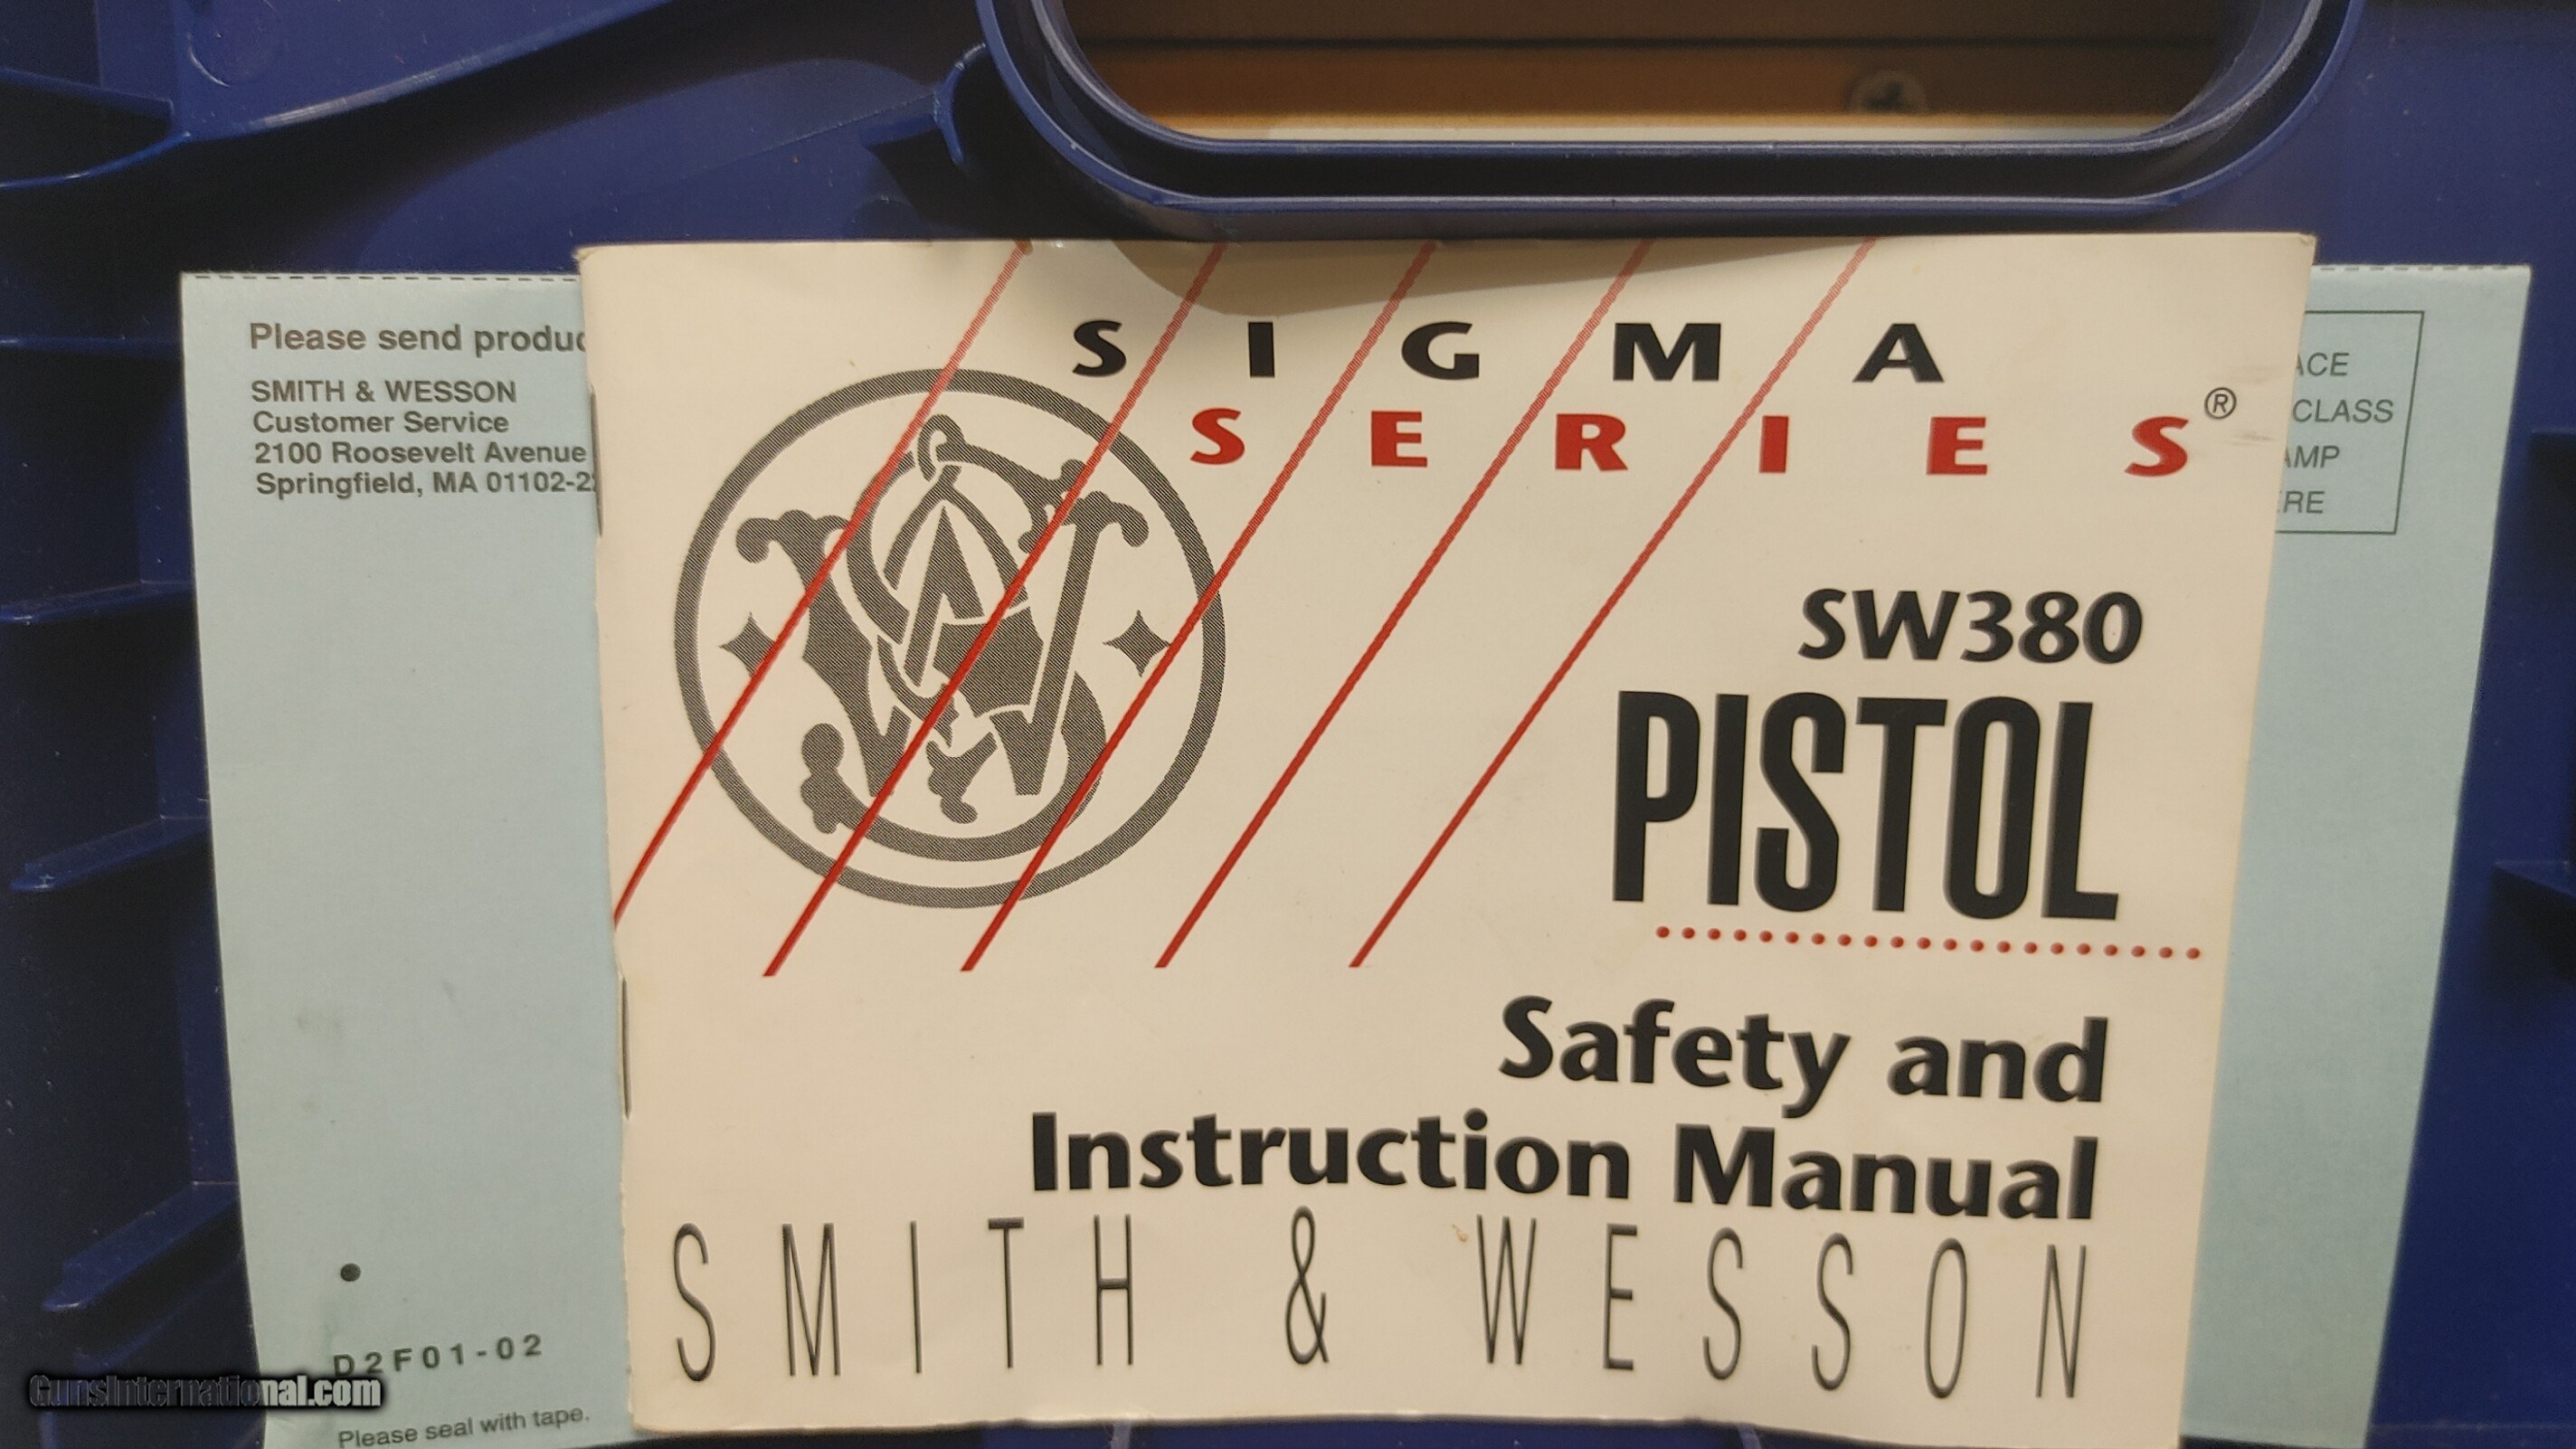 Please send produc
SMITH & WESSON
Customer Service
2100 Roosevelt Avenue
Springfield, MA 01102-2
D2F01-02
Please seal with tape.
SIGMA
SERIES®
SW380
PISTOL
Safety and
Instruction Manual
SMITH & WESSON
ACE
CLASS
AMP
ERE
GunsInternational.com